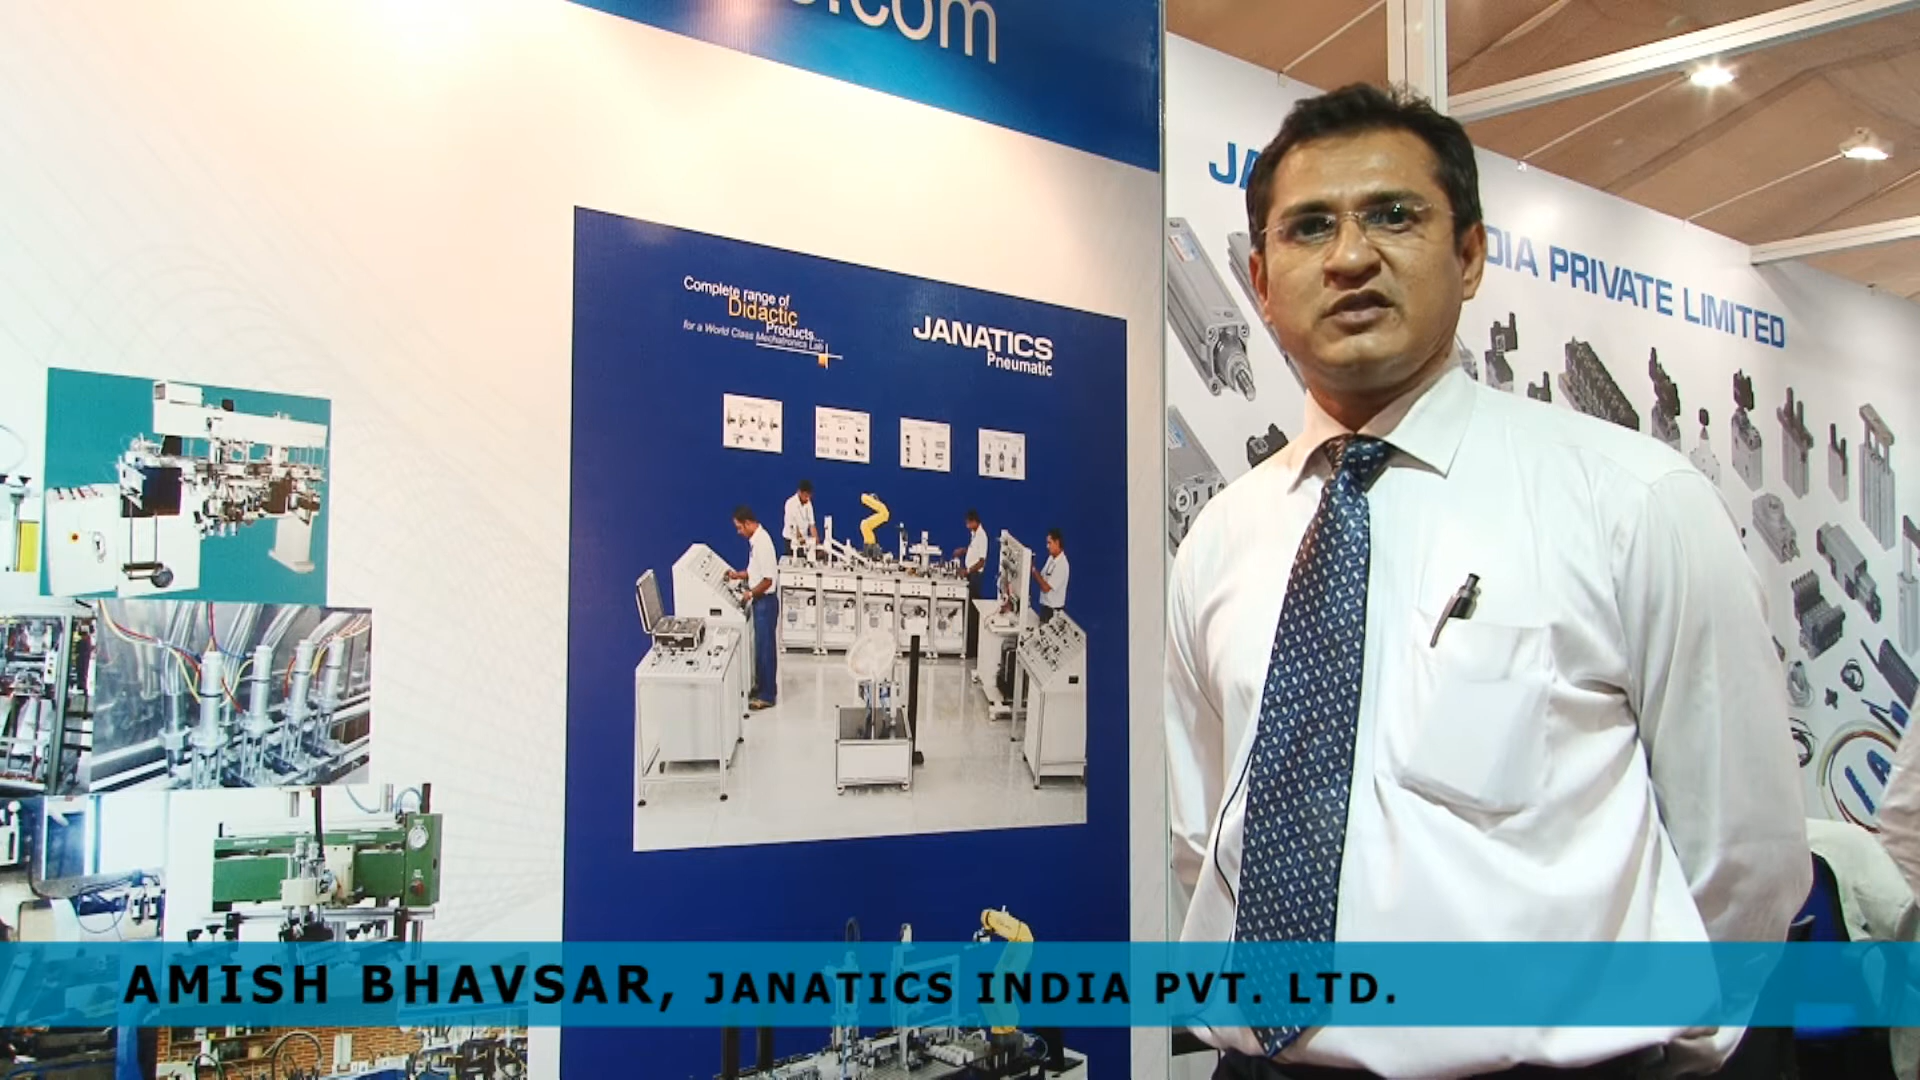 .com
JA
DIA PRIVATE LIMITED
Complete range of
Didactic
Products...
for a World Class Mechatronics Lab
JANATICS
Pneumatic
AMISH BHAVSAR, JANATICS INDIA PVT. LTD.